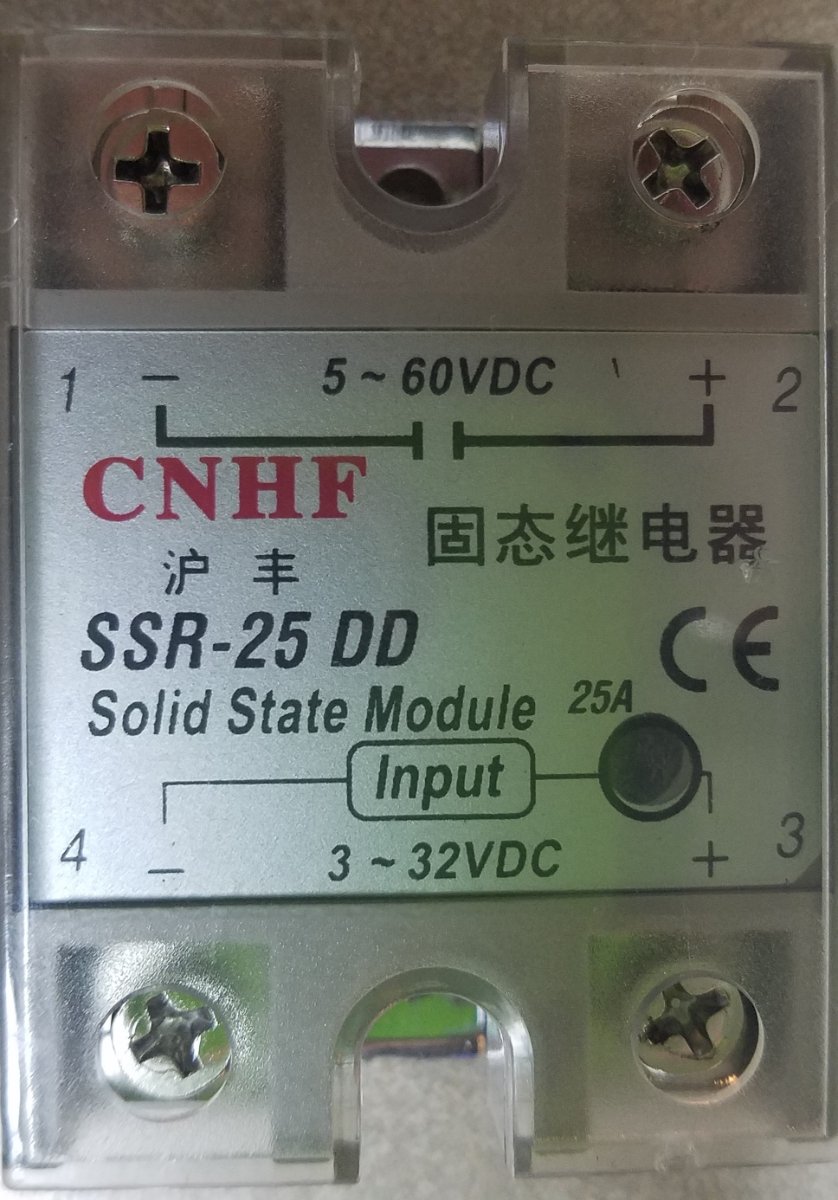 1 − 5~60VDC + 2
CNHF
固态继电器
沪丰
SSR-25 DD
CE
Solid State Module 25A
Input
4 − 3~32VDC + 3